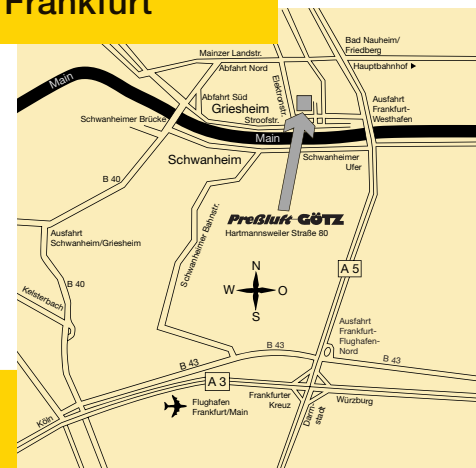 Frankfurt
Bad Nauheim/
Friedberg
Mainzer Landstr.
Hauptbahnhof
Abfahrt Nord
Main
Elektronstr.
Abfahrt Süd
Griesheim
Ausfahrt
Frankfurt-
Westhafen
Schwanheimer Brücke
Stroofstr.
Main
Schwanheim
Schwanheimer
Ufer
B 40
Preßluft GÖTZ
Hartmannsweiler Straße 80
Schwanheimer Bahnstr.
Ausfahrt
Schwanheim/Griesheim
N
W
O
S
A 5
B 40
Kelsterbach
Ausfahrt
Frankfurt-
Flughafen-
Nord
B 43
B 43
B 43
A 3
Frankfurter
Kreuz
Würzburg
Flughafen
Frankfurt/Main
Darm-
stadt
Köln